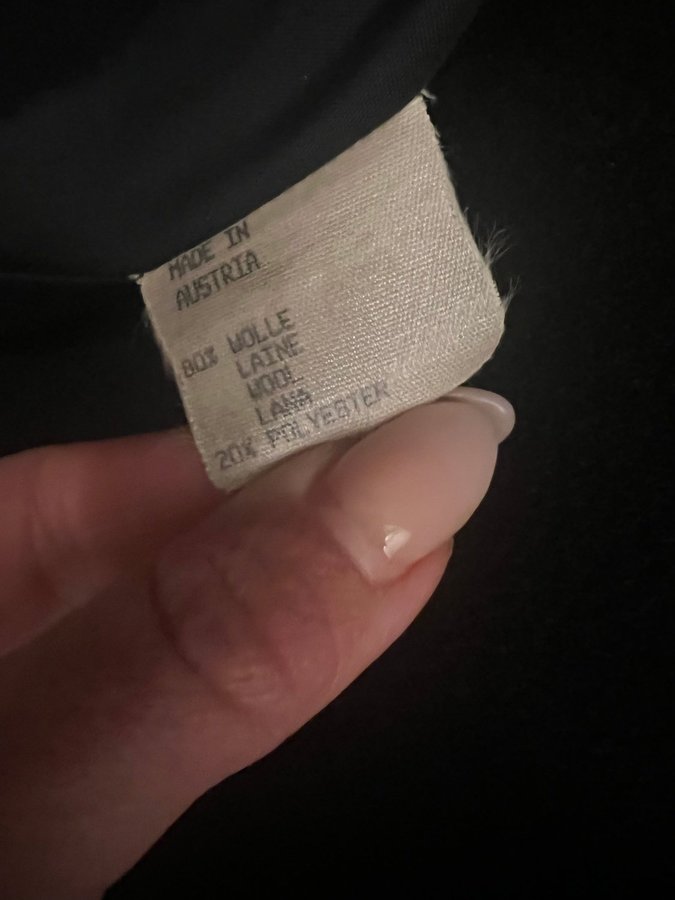 MADE IN
AUSTRIA
80% WOLLE
LAINE
WOOL
LANA
20% POLYESTER